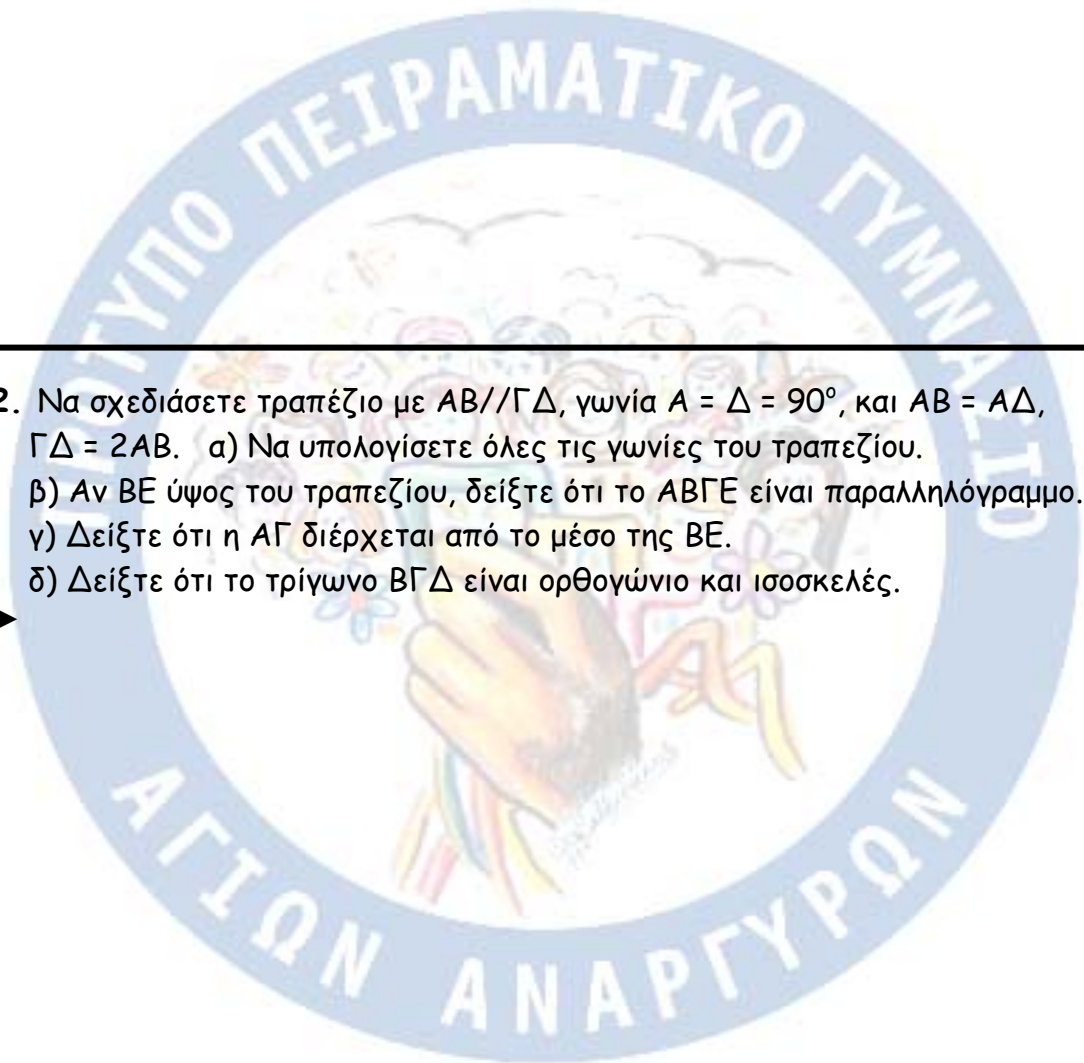 ΠΡΟΤΥΠΟ ΠΕΙΡΑΜΑΤΙΚΟ ΓΥΜΝΑΣΙΟ
2. Να σχεδιάσετε τραπέζιο με ΑΒ//ΓΔ, γωνία Α = Δ = 90°, και ΑΒ = ΑΔ,
ΓΔ = 2ΑΒ. α) Να υπολογίσετε όλες τις γωνίες του τραπεζίου.
β) Αν ΒΕ ύψος του τραπεζίου, δείξτε ότι το ΑΒΓΕ είναι παραλληλόγραμμο.
γ) Δείξτε ότι η ΑΓ διέρχεται από το μέσο της ΒΕ.
δ) Δείξτε ότι το τρίγωνο ΒΓΔ είναι ορθογώνιο και ισοσκελές.
ΑΓΙΩΝ ΑΝΑΡΓΥΡΩΝ